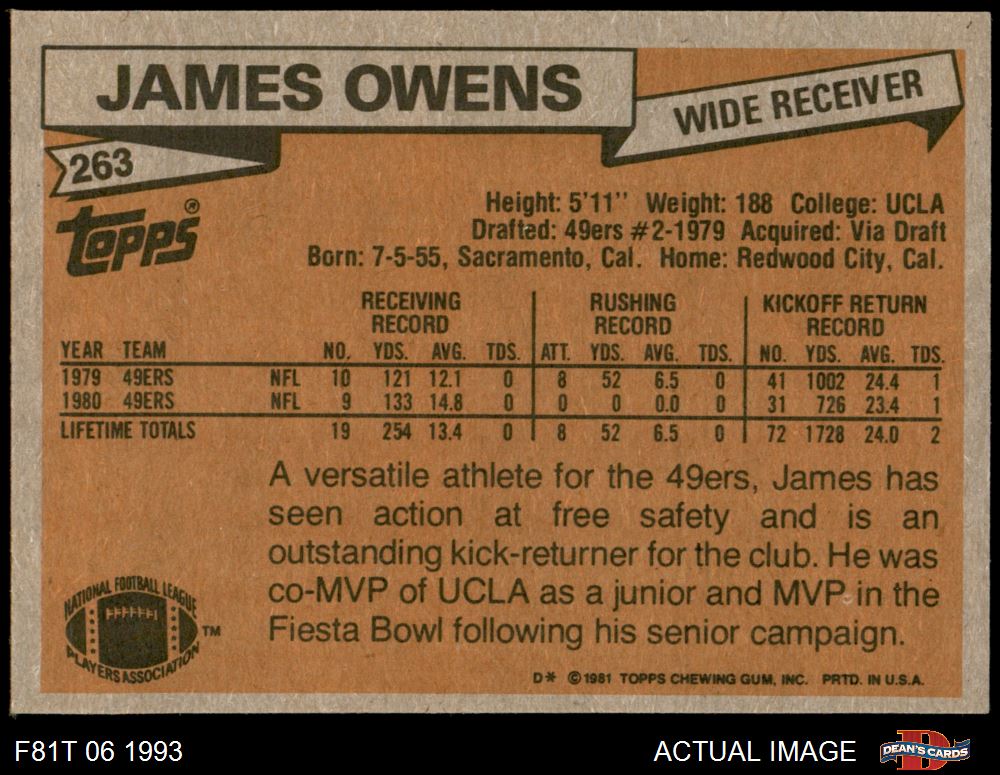 JAMES OWENS
WIDE RECEIVER
263
Topps®
Height: 5'11" Weight: 188 College: UCLA
Drafted: 49ers #2-1979 Acquired: Via Draft
Born: 7-5-55, Sacramento, Cal. Home: Redwood City, Cal.
RECEIVING RECORD RUSHING RECORD KICKOFF RETURN RECORD
YEAR TEAM NO. YDS. AVG. TDS. ATT. YDS. AVG. TDS. NO. YDS. AVG. TDS.
1979 49ERS NFL 10 121 12.1 0 8 52 6.5 0 41 1002 24.4 1
1980 49ERS NFL 9 133 14.8 0 0 0 0.0 0 31 726 23.4 1
LIFETIME TOTALS 19 254 13.4 0 8 52 6.5 0 72 1728 24.0 2
A versatile athlete for the 49ers, James has
seen action at free safety and is an
outstanding kick-returner for the club. He was
co-MVP of UCLA as a junior and MVP in the
Fiesta Bowl following his senior campaign.
NATIONAL FOOTBALL LEAGUE
PLAYERS ASSOCIATION
TM
D* ©1981 TOPPS CHEWING GUM, INC. PRTD. IN U.S.A.
F81T 06 1993
ACTUAL IMAGE
D
DEAN'S CARDS